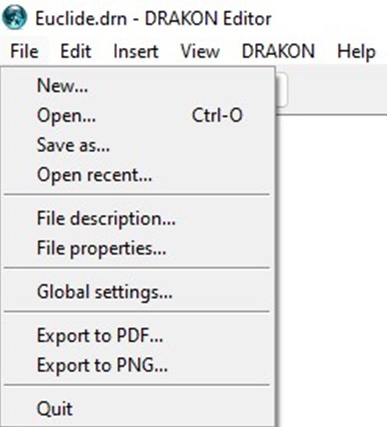 Euclide.drn - DRAKON Editor
File Edit Insert View DRAKON Help
New...
Open... Ctrl-O
Save as...
Open recent...
File description...
File properties...
Global settings...
Export to PDF...
Export to PNG...
Quit